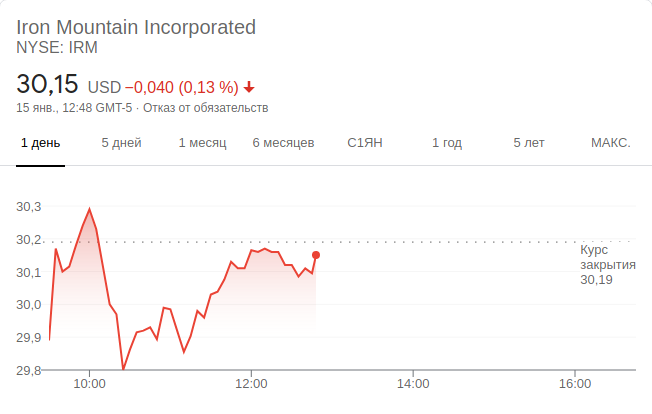 Iron Mountain Incorporated
NYSE: IRM
30,15 USD −0,040 (0,13 %)
15 янв., 12:48 GMT-5 · Отказ от обязательств
1 день 5 дней 1 месяц 6 месяцев С1ЯН 1 год 5 лет МАКС.
30,3
30,2
30,1
30,0
29,9
29,8
Курс
закрытия
30,19
10:00 12:00 14:00 16:00